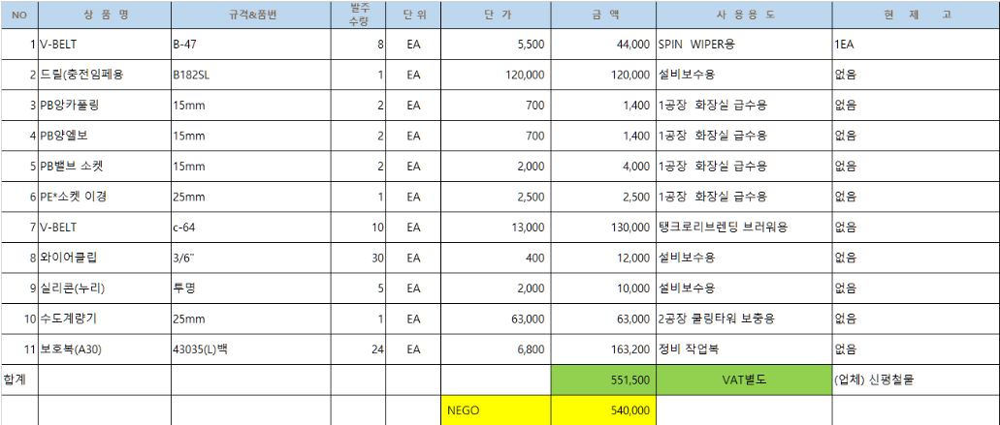 NO 상 품 명 규격&품번 발주 수량 단 위 단 가 금 액 사 용 용 도 현 재 고
1 V-BELT B-47 8 EA 5,500 44,000 SPIN WIPER용 1EA
2 드릴(충전임페용 B182SL 1 EA 120,000 120,000 설비보수용 없음
3 PB앙카플링 15mm 2 EA 700 1,400 1공장 화장실 급수용 없음
4 PB양엘보 15mm 2 EA 700 1,400 1공장 화장실 급수용 없음
5 PB밸브 소켓 15mm 2 EA 2,000 4,000 1공장 화장실 급수용 없음
6 PE*소켓 이경 25mm 1 EA 2,500 2,500 1공장 화장실 급수용 없음
7 V-BELT c-64 10 EA 13,000 130,000 탱크로리브렌딩 브러워용 없음
8 와이어클립 3/6" 30 EA 400 12,000 설비보수용 없음
9 실리콘(누리) 투명 5 EA 2,000 10,000 설비보수용 없음
10 수도계량기 25mm 1 EA 63,000 63,000 2공장 쿨링타워 보충용 없음
11 보호복(A30) 43035(L)백 24 EA 6,800 163,200 정비 작업복 없음
합계 551,500 VAT별도 (업체) 신평철물
NEGO 540,000